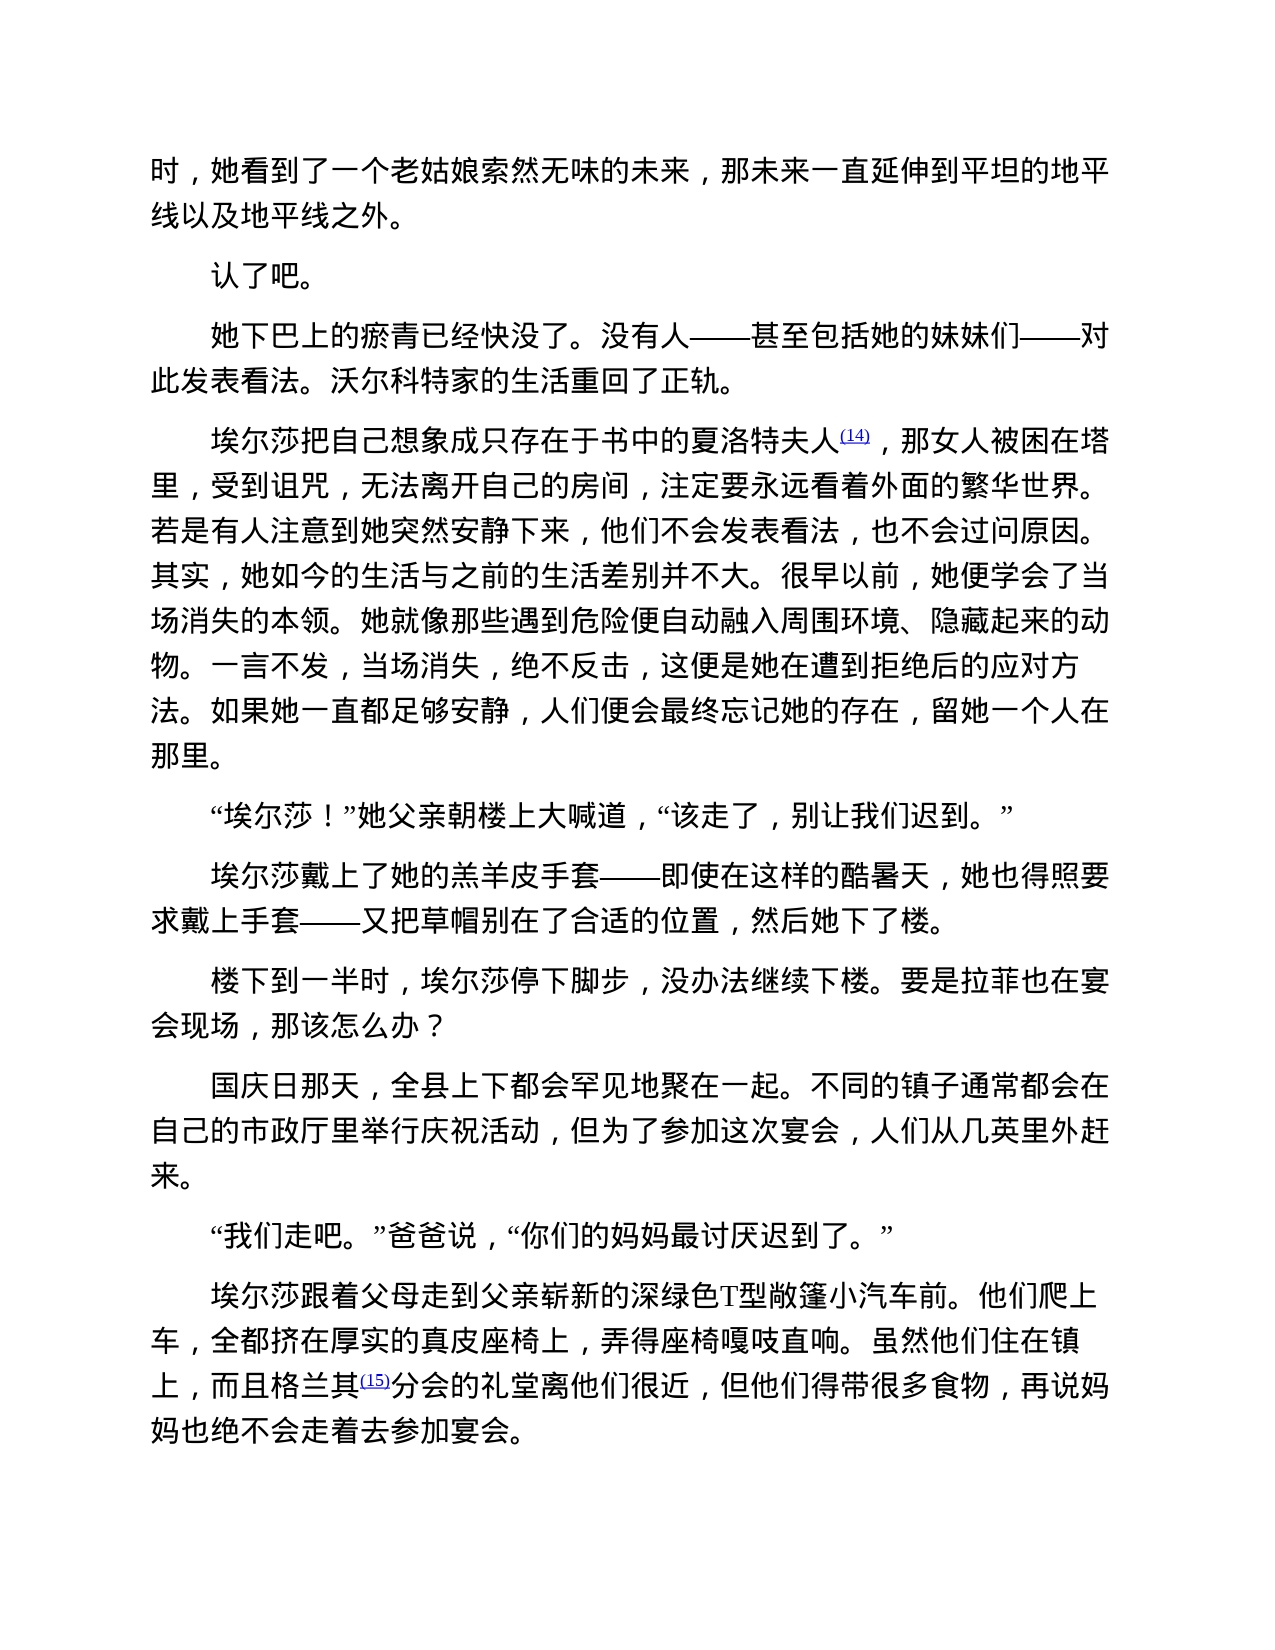 时，她看到了一个老姑娘索然无味的未来，那未来一直延伸到平坦的地平
线以及地平线之外。
认了吧。
她下巴上的瘀青已经快没了。没有人——甚至包括她的妹妹们——对
此发表看法。沃尔科特家的生活重回了正轨。
埃尔莎把自己想象成只存在于书中的夏洛特夫人(14)，那女人被困在塔
里，受到诅咒，无法离开自己的房间，注定要永远看着外面的繁华世界。
若是有人注意到她突然安静下来，他们不会发表看法，也不会过问原因。
其实，她如今的生活与之前的生活差别并不大。很早以前，她便学会了当
场消失的本领。她就像那些遇到危险便自动融入周围环境、隐藏起来的动
物。一言不发，当场消失，绝不反击，这便是她在遭到拒绝后的应对方
法。如果她一直都足够安静，人们便会最终忘记她的存在，留她一个人在
那里。
“埃尔莎！”她父亲朝楼上大喊道，“该走了，别让我们迟到。”
埃尔莎戴上了她的羔羊皮手套——即使在这样的酷暑天，她也得照要
求戴上手套——又把草帽别在了合适的位置，然后她下了楼。
楼下到一半时，埃尔莎停下脚步，没办法继续下楼。要是拉菲也在宴
会现场，那该怎么办？
国庆日那天，全县上下都会罕见地聚在一起。不同的镇子通常都会在
自己的市政厅里举行庆祝活动，但为了参加这次宴会，人们从几英里外赶
来。
“我们走吧。”爸爸说，“你们的妈妈最讨厌迟到了。”
埃尔莎跟着父母走到父亲崭新的深绿色T型敞篷小汽车前。他们爬上
车，全都挤在厚实的真皮座椅上，弄得座椅嘎吱直响。虽然他们住在镇
上，而且格兰其(15)分会的礼堂离他们很近，但他们得带很多食物，再说妈
妈也绝不会走着去参加宴会。